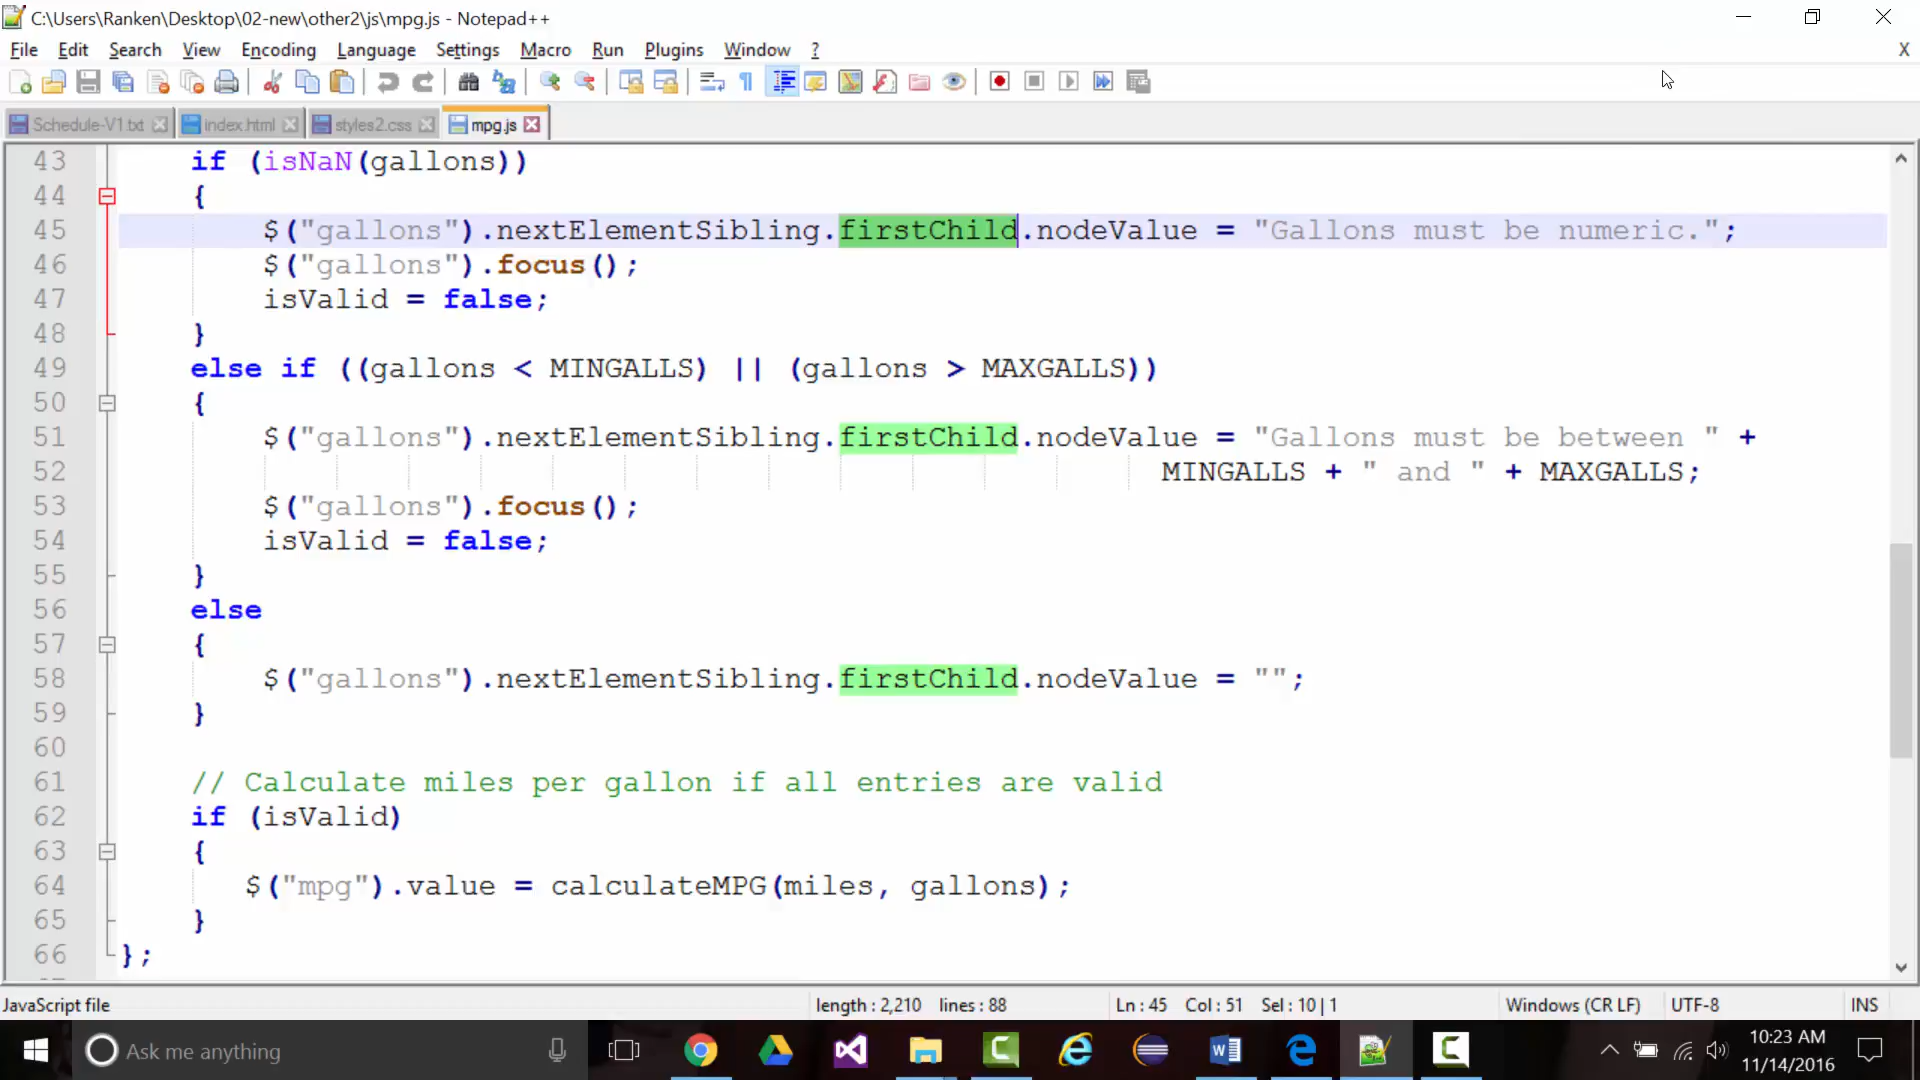 C:\Users\Ranken\Desktop\02-new\other2\js\mpg.js - Notepad++
File Edit Search View Encoding Language Settings Macro Run Plugins Window ? X
Schedule-V1.txt index.html styles2.css mpg.js
43 if (isNaN(gallons))
44 {
45 $("gallons").nextElementSibling.firstChild.nodeValue = "Gallons must be numeric.";
46 $("gallons").focus();
47 isValid = false;
48 }
49 else if ((gallons < MINGALLS) || (gallons > MAXGALLS))
50 {
51 $("gallons").nextElementSibling.firstChild.nodeValue = "Gallons must be between " +
52 MINGALLS + " and " + MAXGALLS;
53 $("gallons").focus();
54 isValid = false;
55 }
56 else
57 {
58 $("gallons").nextElementSibling.firstChild.nodeValue = "";
59 }
60
61 // Calculate miles per gallon if all entries are valid
62 if (isValid)
63 {
64 $("mpg").value = calculateMPG(miles, gallons);
65 }
66 };
JavaScript file length : 2,210 lines : 88 Ln : 45 Col : 51 Sel : 10 | 1 Windows (CR LF) UTF-8 INS
Ask me anything
10:23 AM
11/14/2016